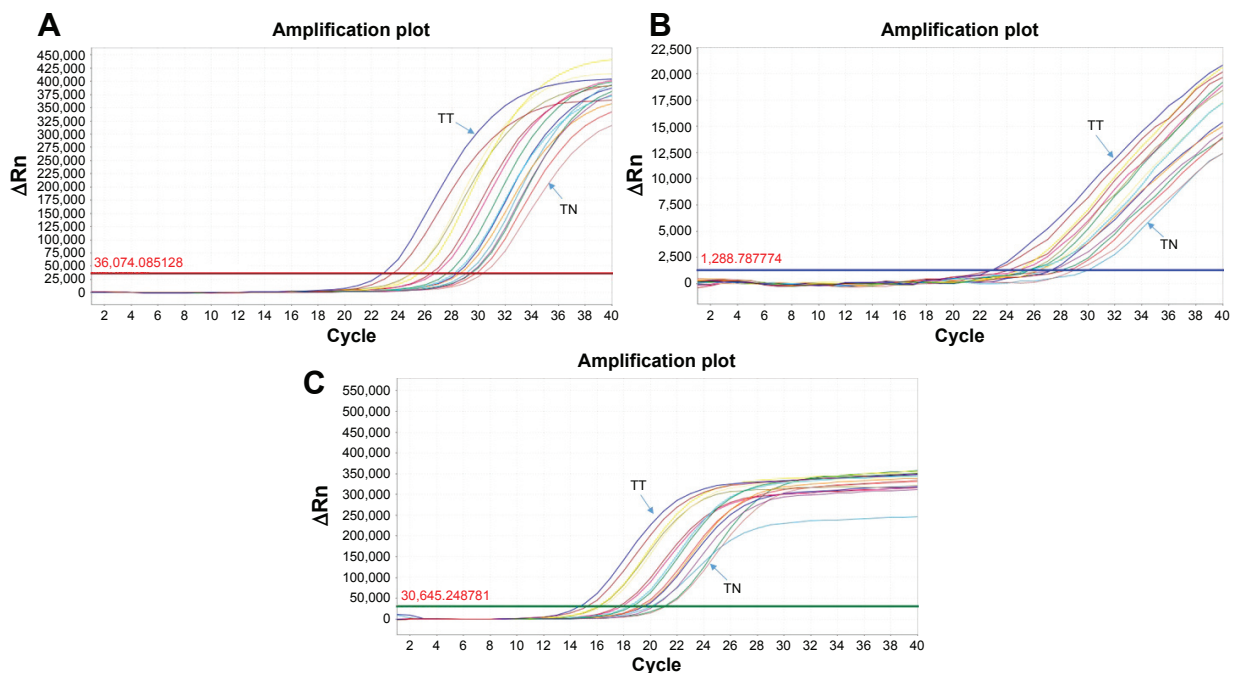 A
Amplification plot
ΔRn
450,000
425,000
400,000
375,000
350,000
325,000
300,000
275,000
250,000
225,000
200,000
175,000
150,000
125,000
100,000
75,000
50,000
25,000
0
TT
TN
36,074.085128
2 4 6 8 10 12 14 16 18 20 22 24 26 28 30 32 34 36 38 40
Cycle
B
Amplification plot
ΔRn
22,500
22,000
17,500
15,000
12,500
10,000
7,500
5,000
2,500
0
TT
TN
1,288.787774
2 4 6 8 10 12 14 16 18 20 22 24 26 28 30 32 34 36 38 40
Cycle
C
Amplification plot
ΔRn
550,000
500,000
450,000
400,000
350,000
300,000
250,000
200,000
150,000
100,000
50,000
0
TT
TN
30,645.248781
2 4 6 8 10 12 14 16 18 20 22 24 26 28 30 32 34 36 38 40
Cycle